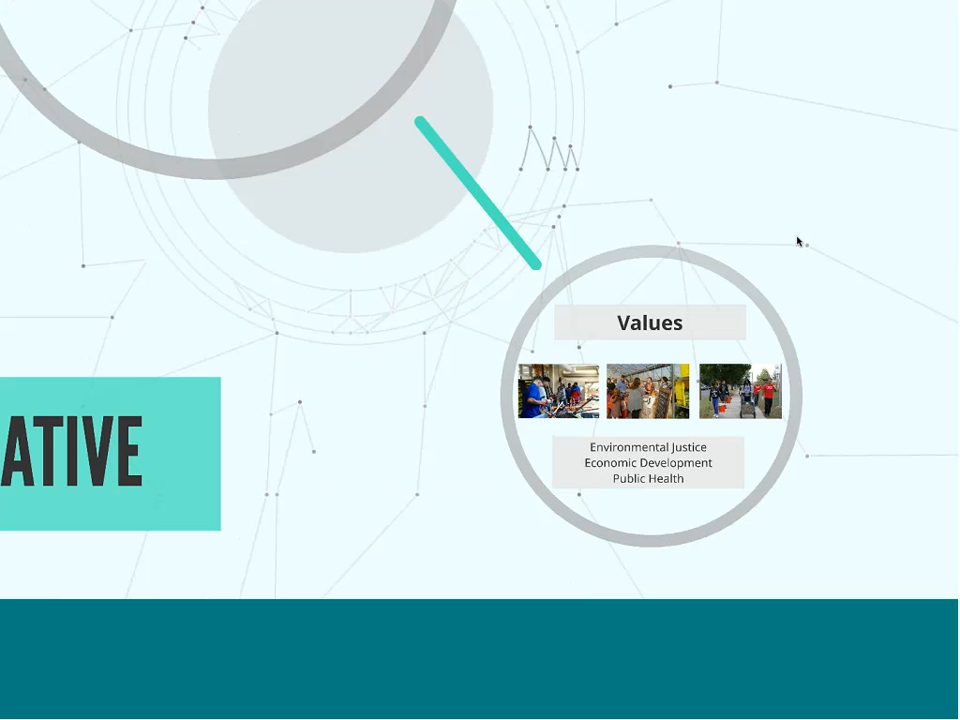 Values
ATIVE
Environmental Justice
Economic Development
Public Health